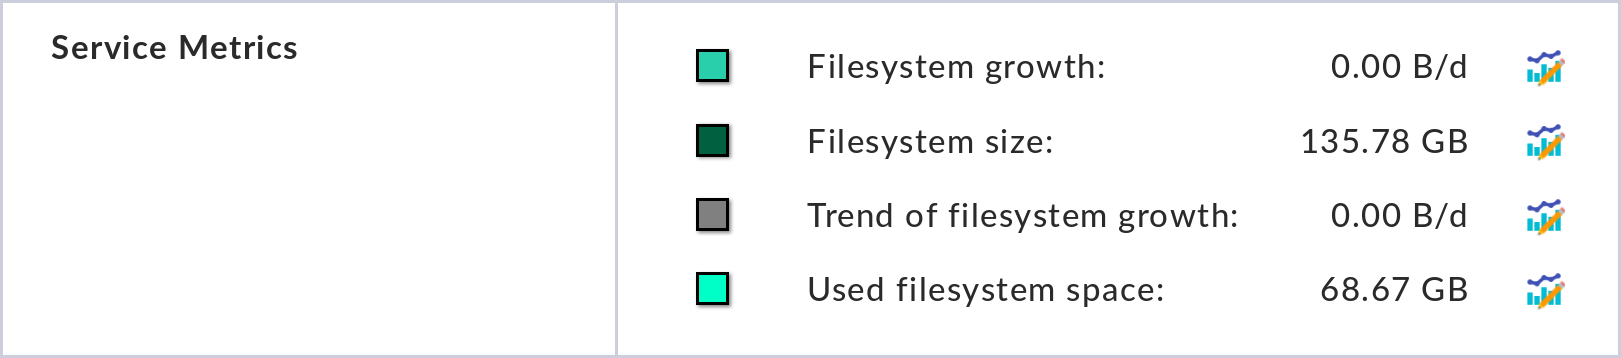 Service Metrics
Filesystem growth: 0.00 B/d
Filesystem size: 135.78 GB
Trend of filesystem growth: 0.00 B/d
Used filesystem space: 68.67 GB